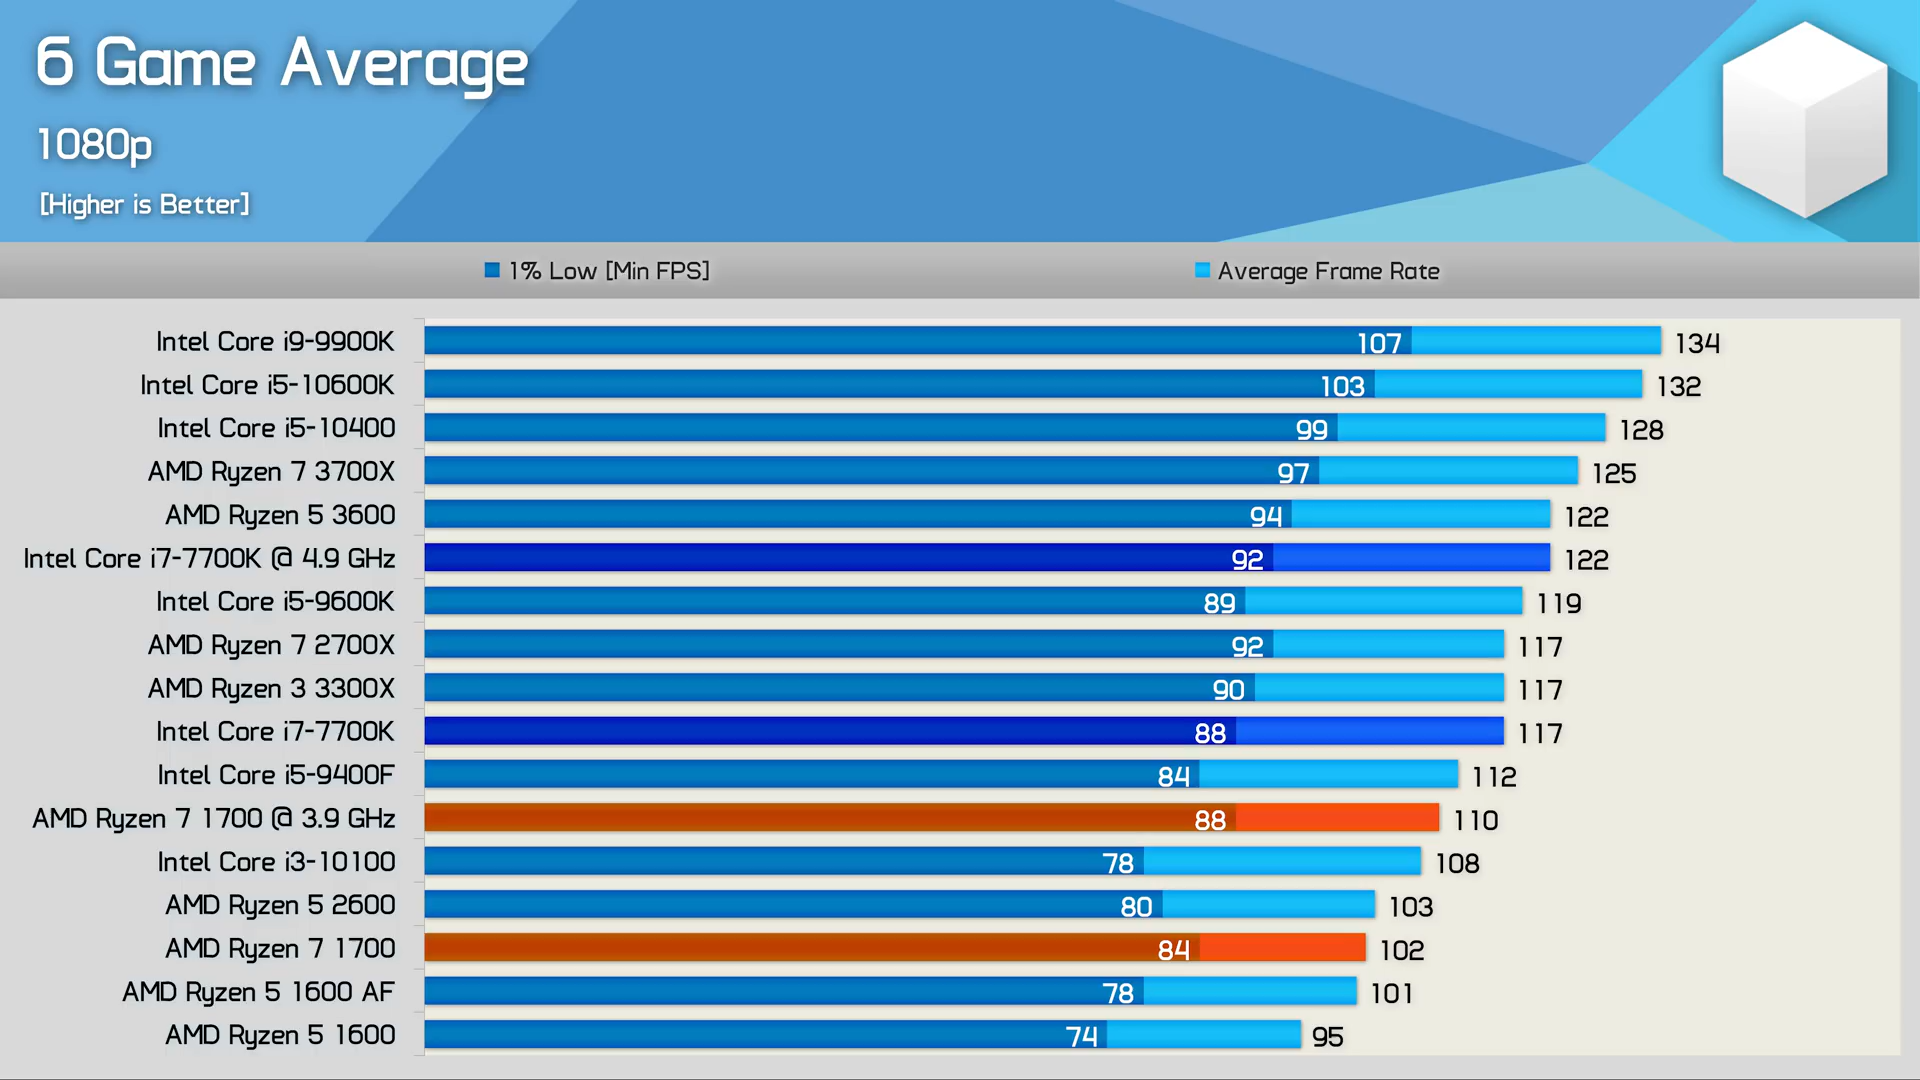 6 Game Average
1080p
[Higher is Better]
1% Low [Min FPS] Average Frame Rate
Intel Core i9-9900K 107 134
Intel Core i5-10600K 103 132
Intel Core i5-10400 99 128
AMD Ryzen 7 3700X 97 125
AMD Ryzen 5 3600 94 122
Intel Core i7-7700K @ 4.9 GHz 92 122
Intel Core i5-9600K 89 119
AMD Ryzen 7 2700X 92 117
AMD Ryzen 3 3300X 90 117
Intel Core i7-7700K 88 117
Intel Core i5-9400F 84 112
AMD Ryzen 7 1700 @ 3.9 GHz 88 110
Intel Core i3-10100 78 108
AMD Ryzen 5 2600 80 103
AMD Ryzen 7 1700 84 102
AMD Ryzen 5 1600 AF 78 101
AMD Ryzen 5 1600 74 95